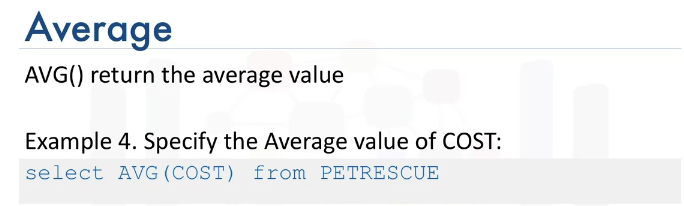 Average
AVG() return the average value
Example 4. Specify the Average value of COST:
select AVG(COST) from PETRESCUE